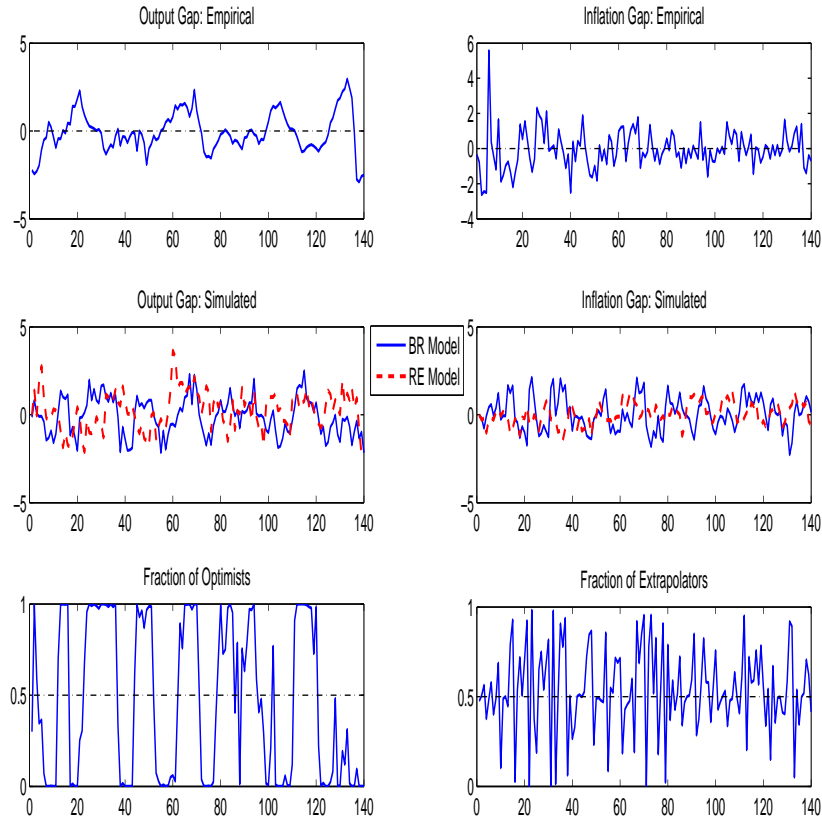 Output Gap: Empirical
Inflation Gap: Empirical
5
0
−5
0 20 40 60 80 100 120 140
6
4
2
0
−2
−4
20 40 60 80 100 120 140
Output Gap: Simulated
Inflation Gap: Simulated
5
0
−5
0 20 40 60 80 100 120 140
BR Model
RE Model
5
0
−5
0 20 40 60 80 100 120 140
Fraction of Optimists
Fraction of Extrapolators
1
0.5
0
0 20 40 60 80 100 120 140
1
0.5
0
0 20 40 60 80 100 120 140